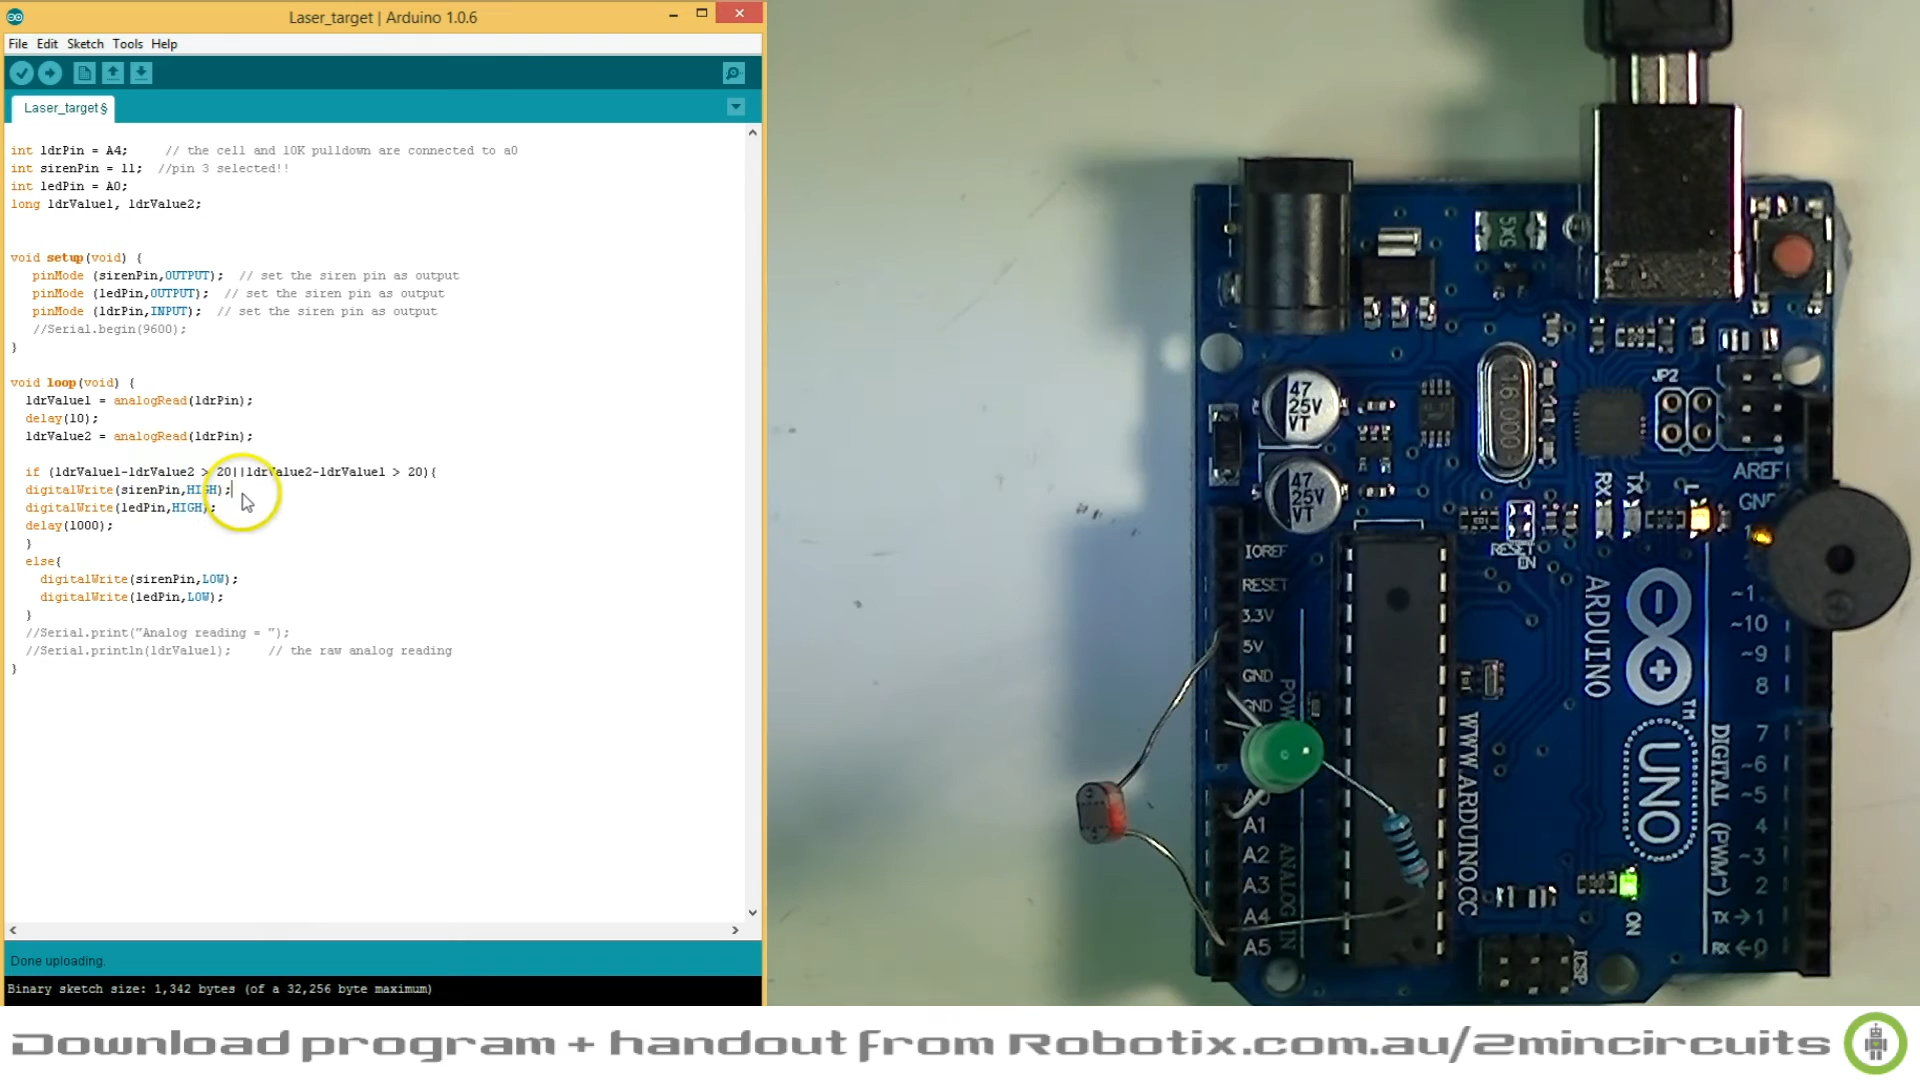 Laser_target | Arduino 1.0.6
File Edit Sketch Tools Help
Laser_target §
int ldrPin = A4;     // the cell and 10K pulldown are connected to a0
int sirenPin = 11;  //pin 3 selected!!
int ledPin = A0;
long ldrValue1, ldrValue2;
void setup(void) {
pinMode (sirenPin,OUTPUT);  // set the siren pin as output
pinMode (ledPin,OUTPUT);  // set the siren pin as output
pinMode (ldrPin,INPUT);  // set the siren pin as output
//Serial.begin(9600);
}
void loop(void) {
ldrValue1 = analogRead(ldrPin);
delay(10);
ldrValue2 = analogRead(ldrPin);
if (ldrValue1-ldrValue2 > 20||ldrValue2-ldrValue1 > 20){
digitalWrite(sirenPin,HIGH);
digitalWrite(ledPin,HIGH);
delay(1000);
}
else{
digitalWrite(sirenPin,LOW);
digitalWrite(ledPin,LOW);
}
//Serial.print("Analog reading = ");
//Serial.println(ldrValue1);     // the raw analog reading
}
Done uploading.
Binary sketch size: 1,342 bytes (of a 32,256 byte maximum)
5X5
47
25V
VT
47
25V
VT
16.000
JP2
AREF
GN
RX
TX
L
RESET
IOREF
RESET
3.3V
5V
GND
GND
POW
A0
A1
A2
A3
A4
A5
ANALOG IN
WWW.ARDUINO.CC
ARDUINO
TM
UNO
ON
ICSP
DIGITAL (PWM~)
~10
~9
8
7
~6
~5
4
~3
2
TX→1
RX←0
Download program + handout from Robotix.com.au/2mincircuits